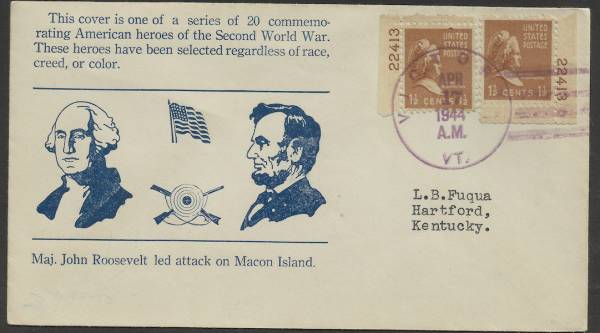 This cover is one of a series of 20 commemo-
rating American heroes of the Second World War.
These heroes have been selected regardless of race,
creed, or color.
22413
UNITED
STATES
POSTAGE
1½ CENTS 1½
UNITED
STATES
POSTAGE
1½ CENTS 1½
22413
APR
17
1944
A.M.
VT.
L.B.Fuqua
Hartford,
Kentucky.
Maj. John Roosevelt led attack on Macon Island.